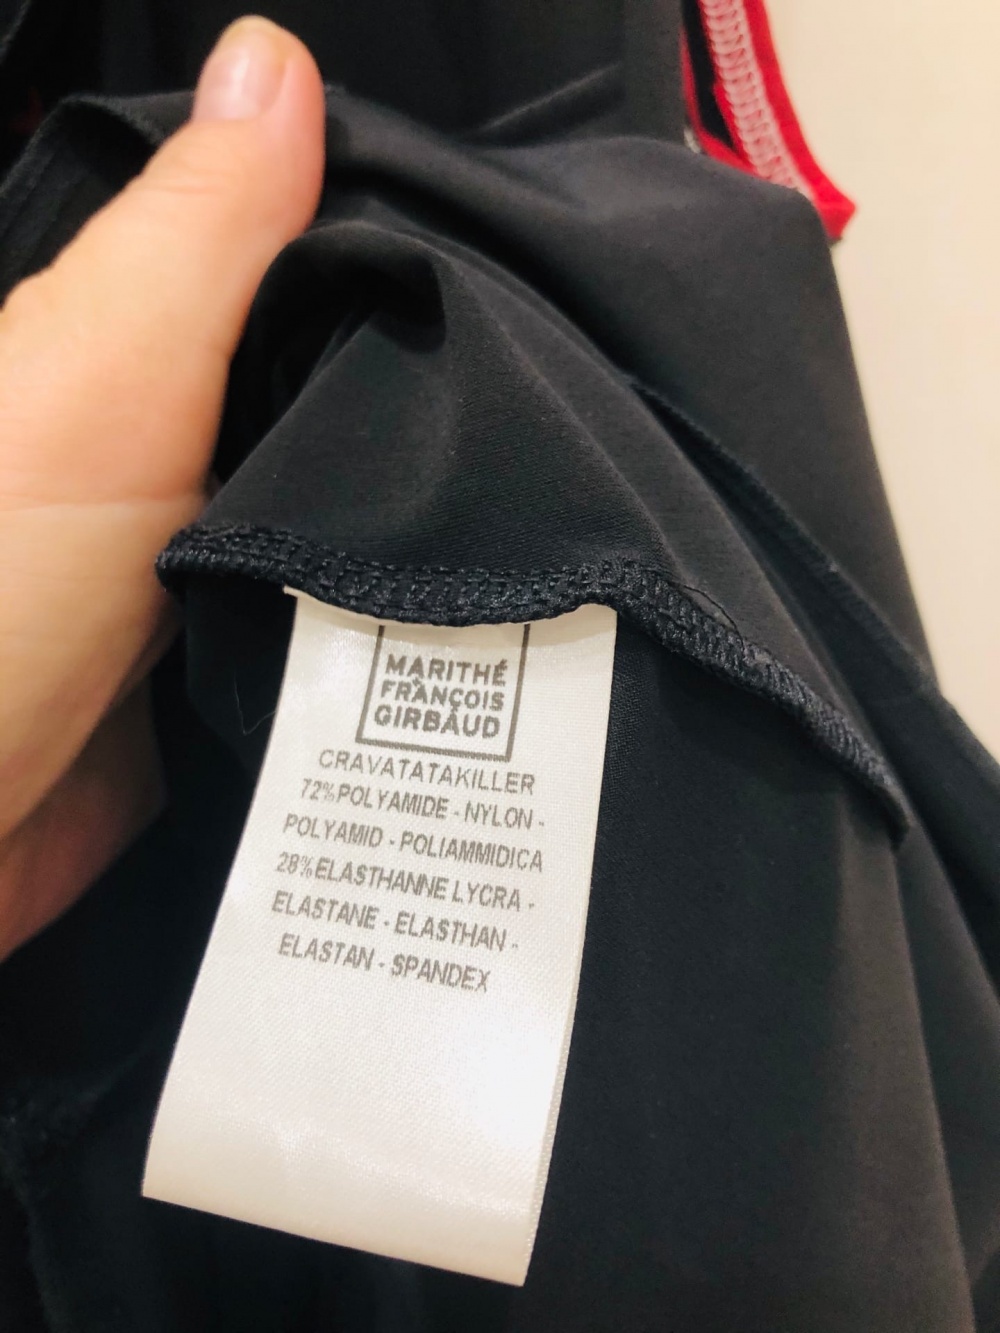 MARITHÉ
FRANÇOIS
GIRBAUD
CRAVATATAKILLER
72%POLYAMIDE - NYLON -
POLYAMID - POLIAMMIDICA
28%ELASTHANNE LYCRA -
ELASTANE - ELASTHAN -
ELASTAN - SPANDEX